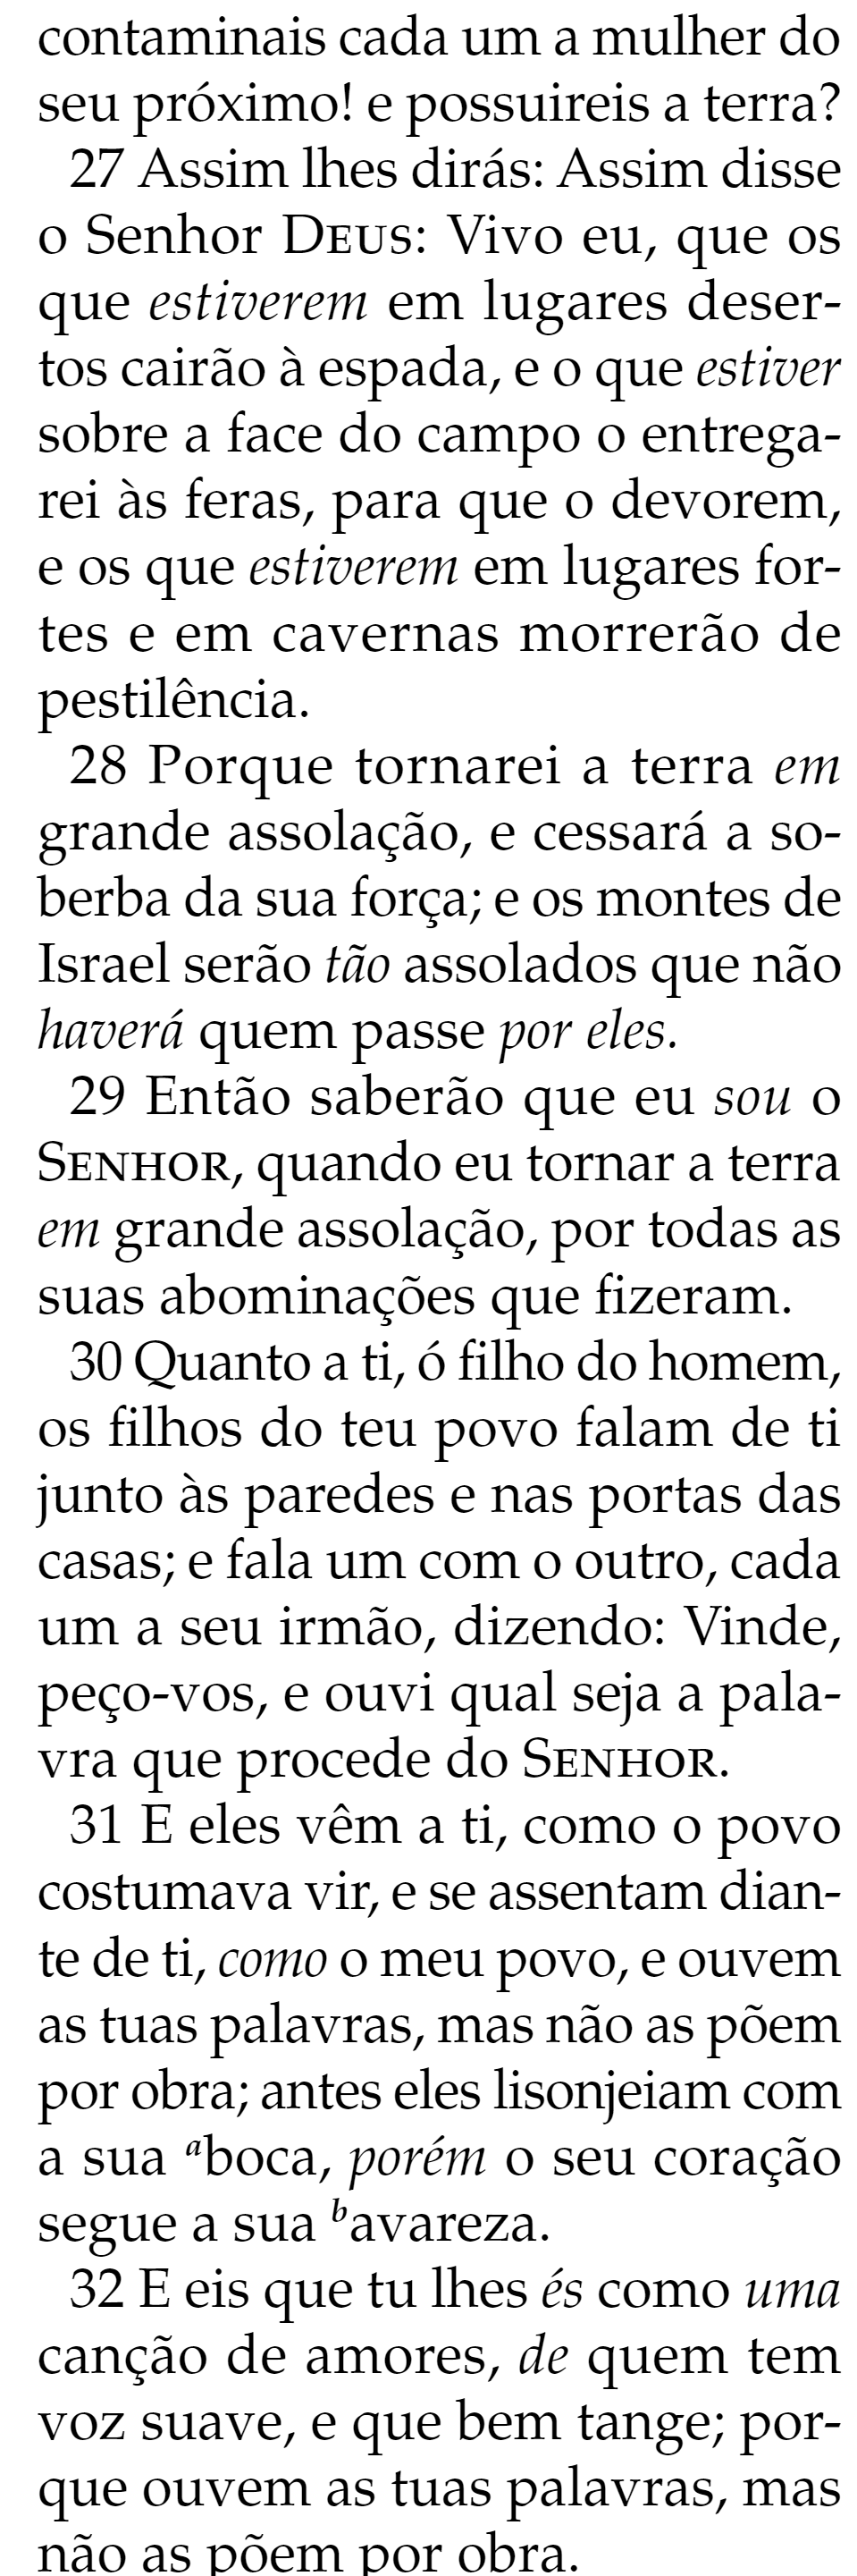 contaminais cada um a mulher do
seu próximo! e possuireis a terra?
27 Assim lhes dirás: Assim disse
o Senhor DEUS: Vivo eu, que os
que estiverem em lugares deser-
tos cairão à espada, e o que estiver
sobre a face do campo o entrega-
rei às feras, para que o devorem,
e os que estiverem em lugares for-
tes e em cavernas morrerão de
pestilência.
28 Porque tornarei a terra em
grande assolação, e cessará a so-
berba da sua força; e os montes de
Israel serão tão assolados que não
haverá quem passe por eles.
29 Então saberão que eu sou o
SENHOR, quando eu tornar a terra
em grande assolação, por todas as
suas abominações que fizeram.
30 Quanto a ti, ó filho do homem,
os filhos do teu povo falam de ti
junto às paredes e nas portas das
casas; e fala um com o outro, cada
um a seu irmão, dizendo: Vinde,
peço-vos, e ouvi qual seja a pala-
vra que procede do SENHOR.
31 E eles vêm a ti, como o povo
costumava vir, e se assentam dian-
te de ti, como o meu povo, e ouvem
as tuas palavras, mas não as põem
por obra; antes eles lisonjeiam com
a sua aboca, porém o seu coração
segue a sua bavareza.
32 E eis que tu lhes és como uma
canção de amores, de quem tem
voz suave, e que bem tange; por-
que ouvem as tuas palavras, mas
não as põem por obra.